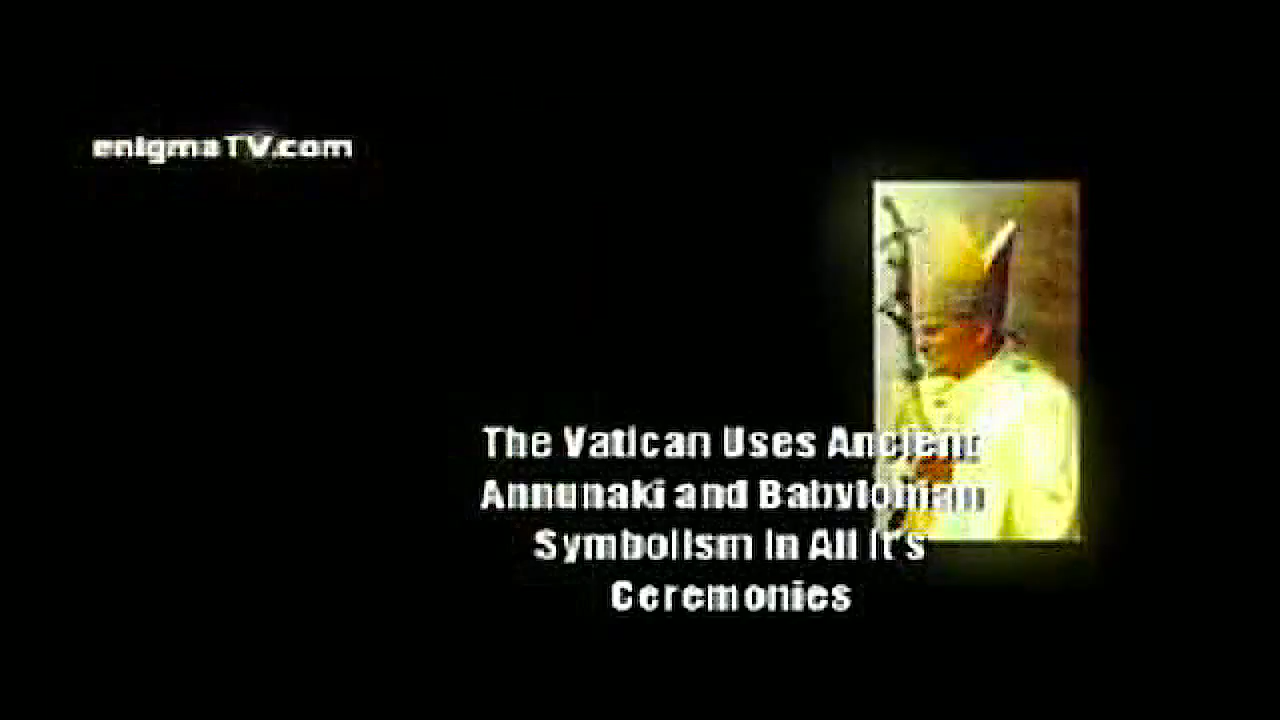 enigmaTV.com
The Vatican Uses Ancient
Annunaki and Babylonian
Symbolism In All It's
Ceremonies